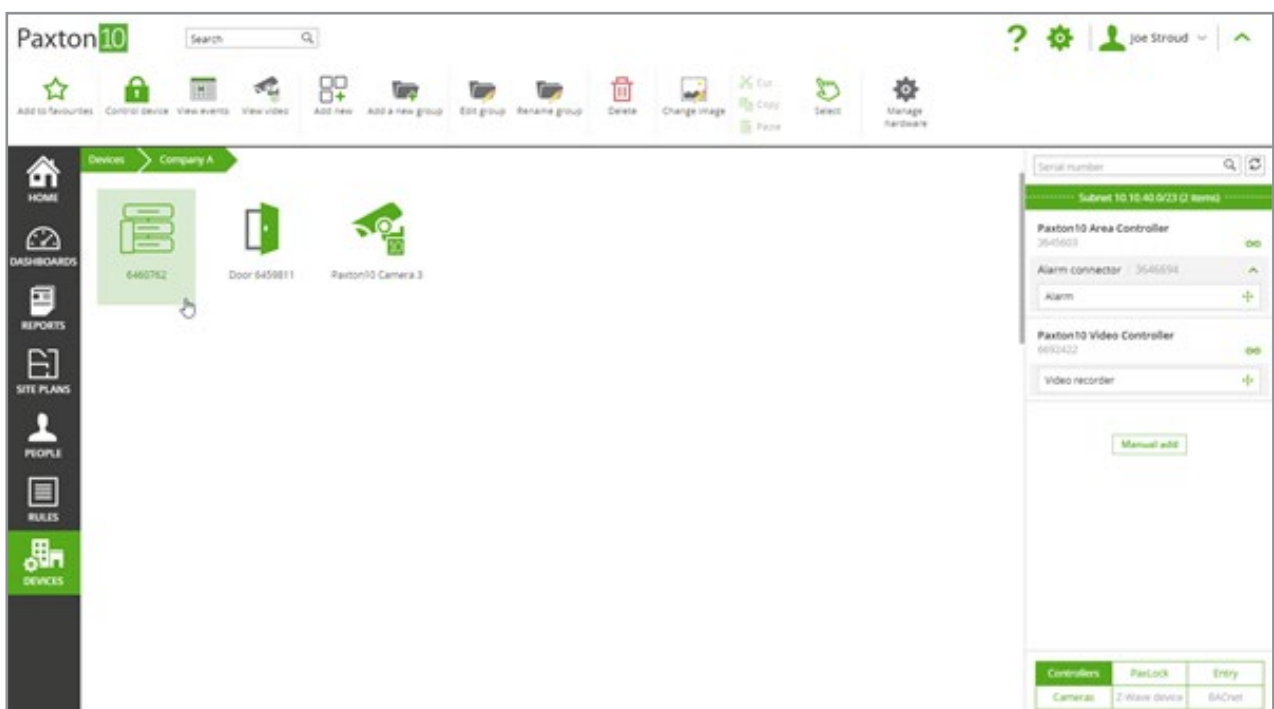 Paxton10
Search
Joe Stroud
Add to favourites Control device View events View video Add new Add a new group Edit group Rename group Delete Change image Cut Copy Paste Select Manage hardware
HOME
DASHBOARDS
REPORTS
SITE PLANS
PEOPLE
RULES
DEVICES
Devices Company A
6460762 Door 6459811 Paxton10 Camera 3
Serial number
Subnet 10.10.40.0/23 (2 items)
Paxton10 Area Controller
3645603
Alarm connector 3646694
Alarm
Paxton10 Video Controller
6692422
Video recorder
Manual add
Controllers PaxLock Entry
Cameras Z-Wave device BACnet